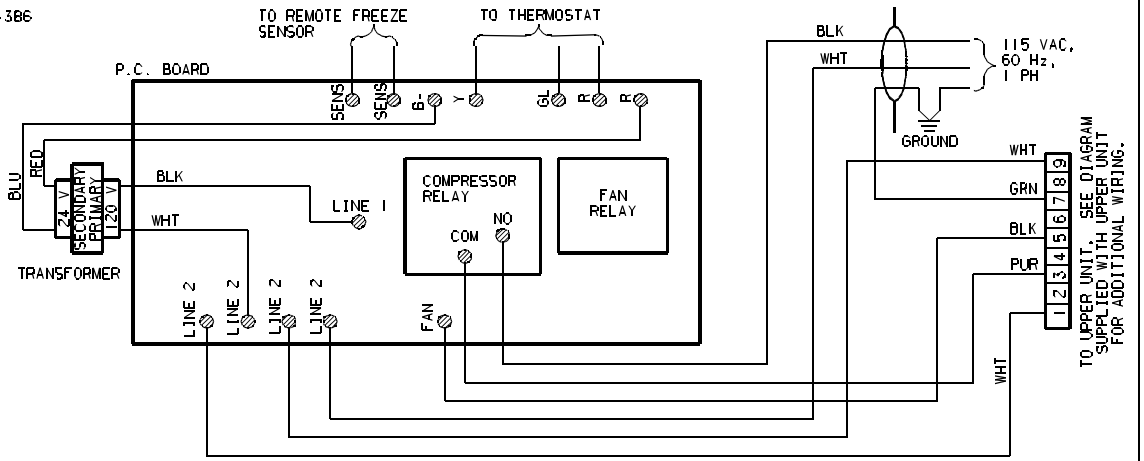 -386
TO REMOTE FREEZE
SENSOR
TO THERMOSTAT
BLK
WHT
115 VAC,
60 Hz,
1 PH
GROUND
P.C. BOARD
SENS
SENS
B-
Y
GL
R
R
BLU
RED
24 V
SECONDARY
PRIMARY
120 V
TRANSFORMER
BLK
WHT
LINE 1
COMPRESSOR
RELAY
NO
COM
FAN
RELAY
LINE 2
LINE 2
LINE 2
LINE 2
FAN
WHT
GRN
BLK
PUR
WHT
9
8
7
6
5
4
3
2
1
TO UPPER UNIT. SEE DIAGRAM
SUPPLIED WITH UPPER UNIT
FOR ADDITIONAL WIRING.